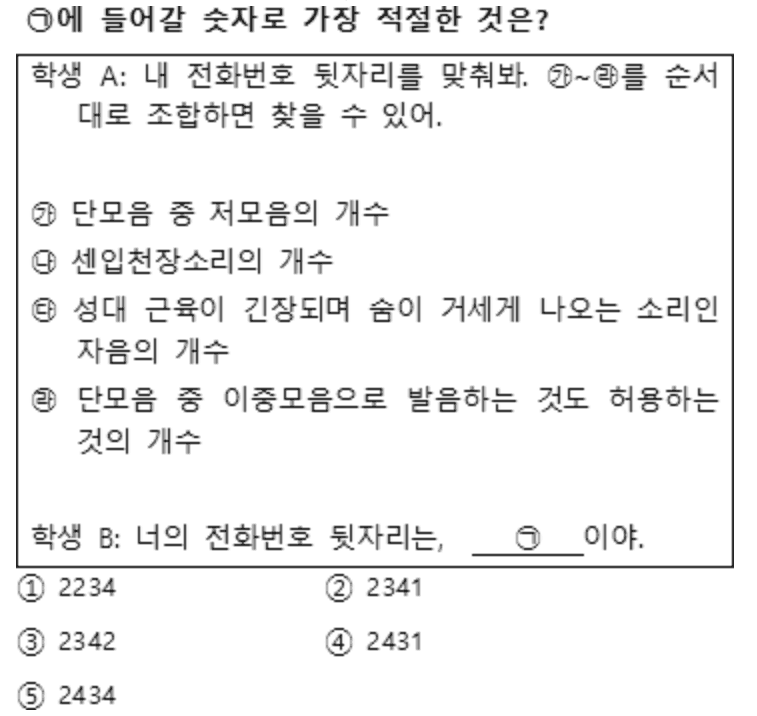 ㉠에 들어갈 숫자로 가장 적절한 것은?
학생 A: 내 전화번호 뒷자리를 맞춰봐. ㉮~㉱를 순서
대로 조합하면 찾을 수 있어.
㉮ 단모음 중 저모음의 개수
㉯ 센입천장소리의 개수
㉰ 성대 근육이 긴장되며 숨이 거세게 나오는 소리인
자음의 개수
㉱ 단모음 중 이중모음으로 발음하는 것도 허용하는
것의 개수
학생 B: 너의 전화번호 뒷자리는, ㉠ 이야.
① 2234 ② 2341
③ 2342 ④ 2431
⑤ 2434